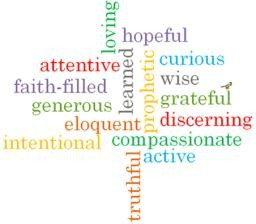 loving
hopeful
attentive
learned
prophetic
curious
faith-filled
wise
generous
grateful
eloquent
discerning
intentional
compassionate
truthful
active